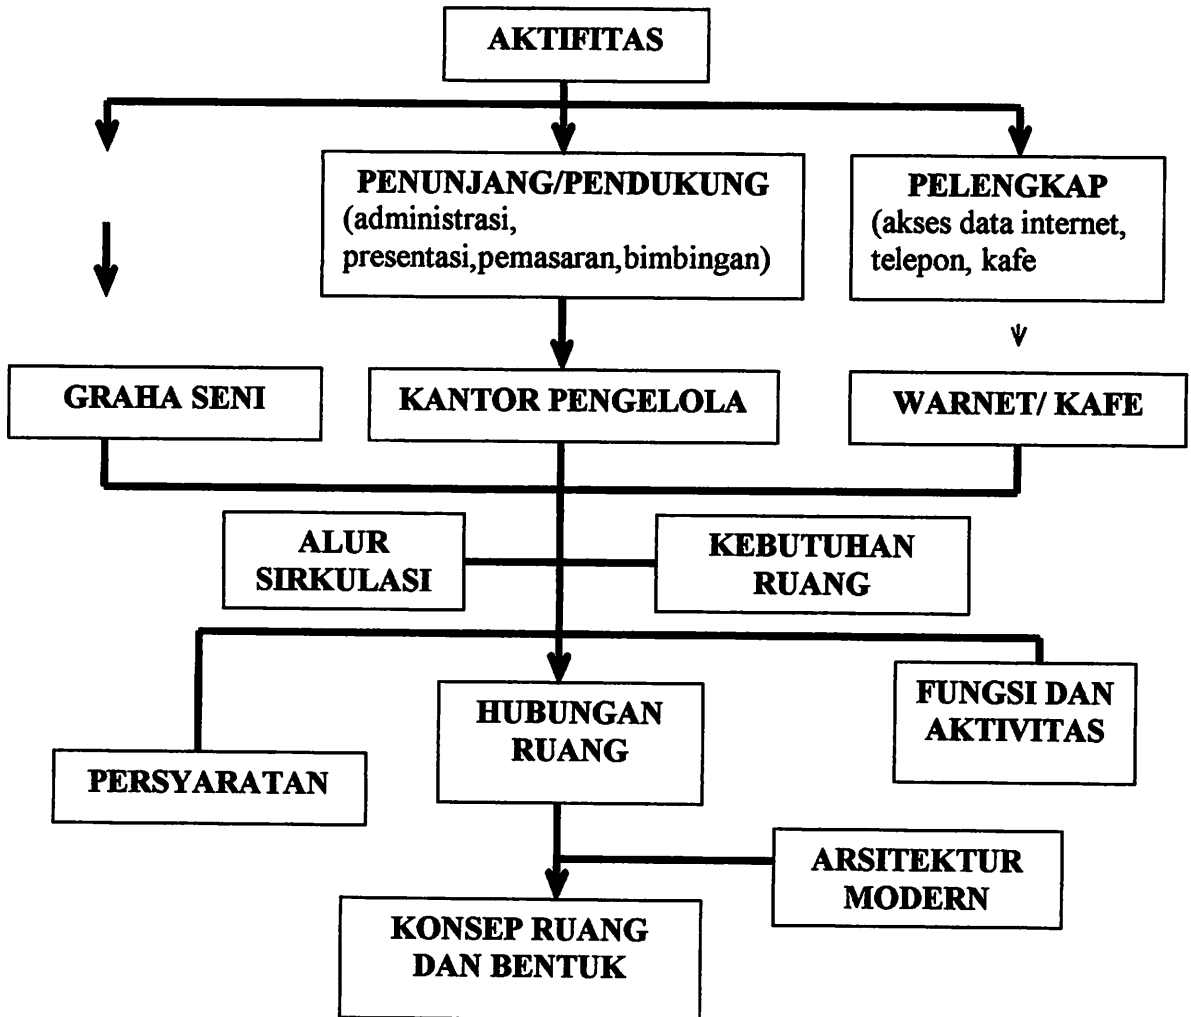 AKTIFITAS
PENUNJANG/PENDUKUNG
(administrasi,
presentasi,pemasaran,bimbingan)
PELENGKAP
(akses data internet,
telepon, kafe
GRAHA SENI
KANTOR PENGELOLA
WARNET/ KAFE
ALUR
SIRKULASI
KEBUTUHAN
RUANG
HUBUNGAN
RUANG
FUNGSI DAN
AKTIVITAS
PERSYARATAN
ARSITEKTUR
MODERN
KONSEP RUANG
DAN BENTUK